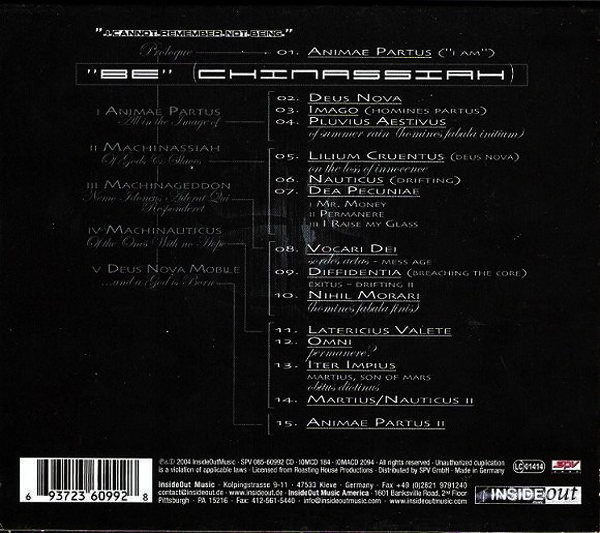 "I CANNOT REMEMBER NOT BEING"
Prologue 01. ANIMAE PARTUS ("I AM")
"BE" (CHINASSIAH)
I ANIMAE PARTUS
All in the Image of
II MACHINASSIAH
Of Gods & Slaves
III MACHINAGEDDON
Nemo Idoneus Aderat Qui
Responderet
IV MACHINAUTICUS
Of the Ones With no Hope
V DEUS NOVA MOBILE
...and a God is Born
02. DEUS NOVA
03. IMAGO (HOMINES PARTUS)
04. PLUVIUS AESTIVUS
of summer rain (homines fabula initium)
05. LILIUM CRUENTUS (DEUS NOVA)
on the loss of innocence
06. NAUTICUS (DRIFTING)
07. DEA PECUNIAE
I MR. MONEY
II PERMANERE
III I RAISE MY GLASS
08. VOCARI DEI
sordes aetas - MESS AGE
09. DIFFIDENTIA (BREACHING THE CORE)
EXITUS - DRIFTING II
10. NIHIL MORARI
(homines fabula finis)
11. LATERICIUS VALETE
12. OMNI
permanere?
13. ITER IMPIUS
MARTIUS, SON OF MARS
obitus diutinus
14. MARTIUS/NAUTICUS II
15. ANIMAE PARTUS II
6 93723 60992 8
℗ & © 2004 InsideOutMusic - SPV 085-60992 CD - IOMCD 184 - IOMACD 2094 - All rights reserved - Unauthorized duplication
is a violation of applicable laws - Licensed from Roasting House Productions - Distributed by SPV GmbH - Made in Germany
InsideOut Music - Kolpingstrasse 9-11 - 47533 Kleve - Germany - Fax +49 (0)2821 9791240
contact@insideout.de - www.insideout.de - InsideOut Music America - 1601 Banksville Road, 2nd Floor
Pittsburgh - PA 15216 - Fax: 412-561-5440 - info@insideoutmusic.com - www.insideoutmusic.com
LC 01414
SPV
INSIDEout